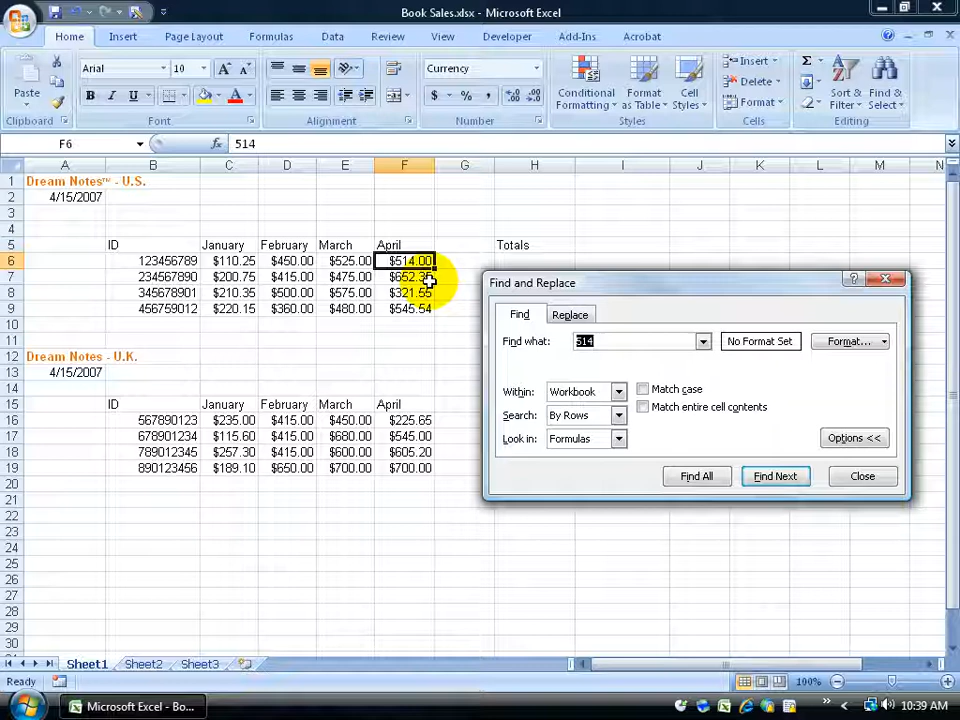 Book Sales.xlsx - Microsoft Excel
Home Insert Page Layout Formulas Data Review View Developer Add-Ins Acrobat
Paste
Clipboard
Arial 10
B I U
Font
Alignment
Currency
$ % ,
Number
Conditional Formatting
Format as Table
Cell Styles
Styles
Insert
Delete
Format
Cells
Sort & Filter
Find & Select
Editing
F6 fx 514
A B C D E F G H I J K L M N
1 Dream Notes™ - U.S.
2 4/15/2007
3
4
5 ID January February March April Totals
6 123456789 $110.25 $450.00 $525.00 $514.00
7 234567890 $200.75 $415.00 $475.00
8 345678901 $210.35 $500.00 $575.00 $321.55
9 456759012 $220.15 $360.00 $480.00 $545.54
10
11
12 Dream Notes - U.K.
13 4/15/2007
14
15 ID January February March April
16 567890123 $235.00 $415.00 $450.00 $225.65
17 678901234 $115.60 $415.00 $680.00 $545.00
18 789012345 $257.30 $415.00 $600.00 $605.20
19 890123456 $189.10 $650.00 $700.00 $700.00
20
21
22
23
24
25
26
27
28
29
30
Find and Replace
Find Replace
Find what: 514 No Format Set Format...
Within: Workbook Match case
Search: By Rows Match entire cell contents
Look in: Formulas Options <<
Find All Find Next Close
Sheet1 Sheet2 Sheet3
Ready 100%
Microsoft Excel - Bo... 10:39 AM